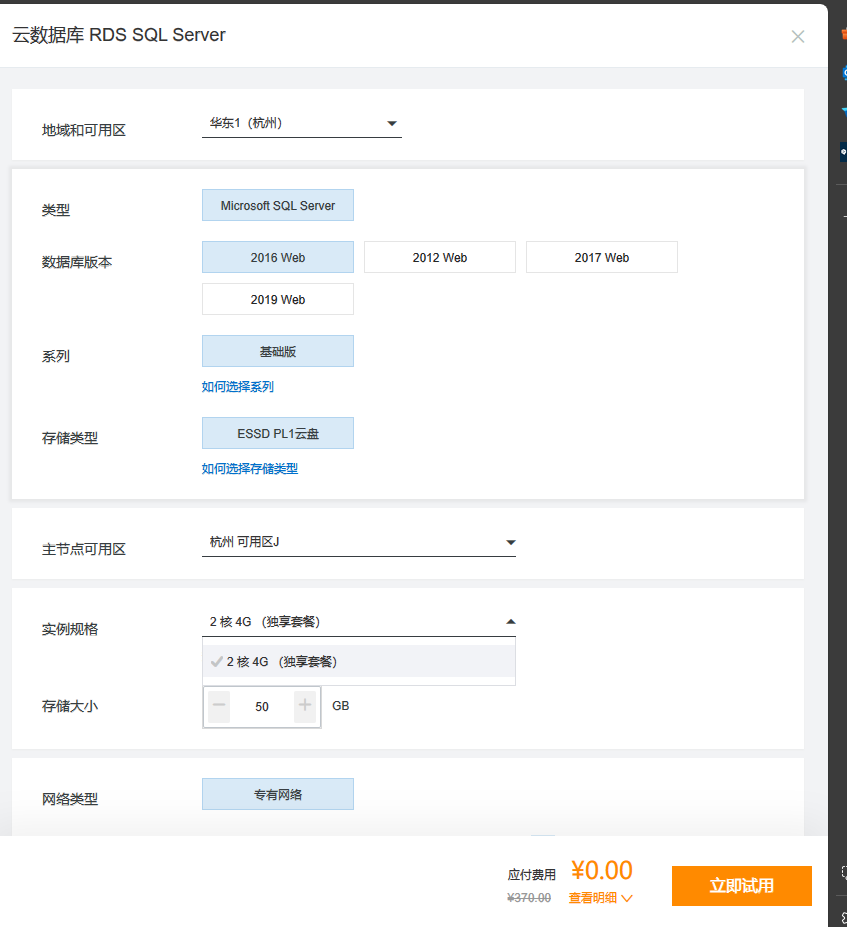 云数据库 RDS SQL Server
地域和可用区
华东1（杭州）
类型
Microsoft SQL Server
数据库版本
2016 Web
2012 Web
2017 Web
2019 Web
系列
基础版
如何选择系列
存储类型
ESSD PL1云盘
如何选择存储类型
主节点可用区
杭州 可用区J
实例规格
2 核 4G （独享套餐）
2 核 4G （独享套餐）
存储大小
50
GB
网络类型
专有网络
应付费用
¥0.00
¥370.00
查看明细
立即试用